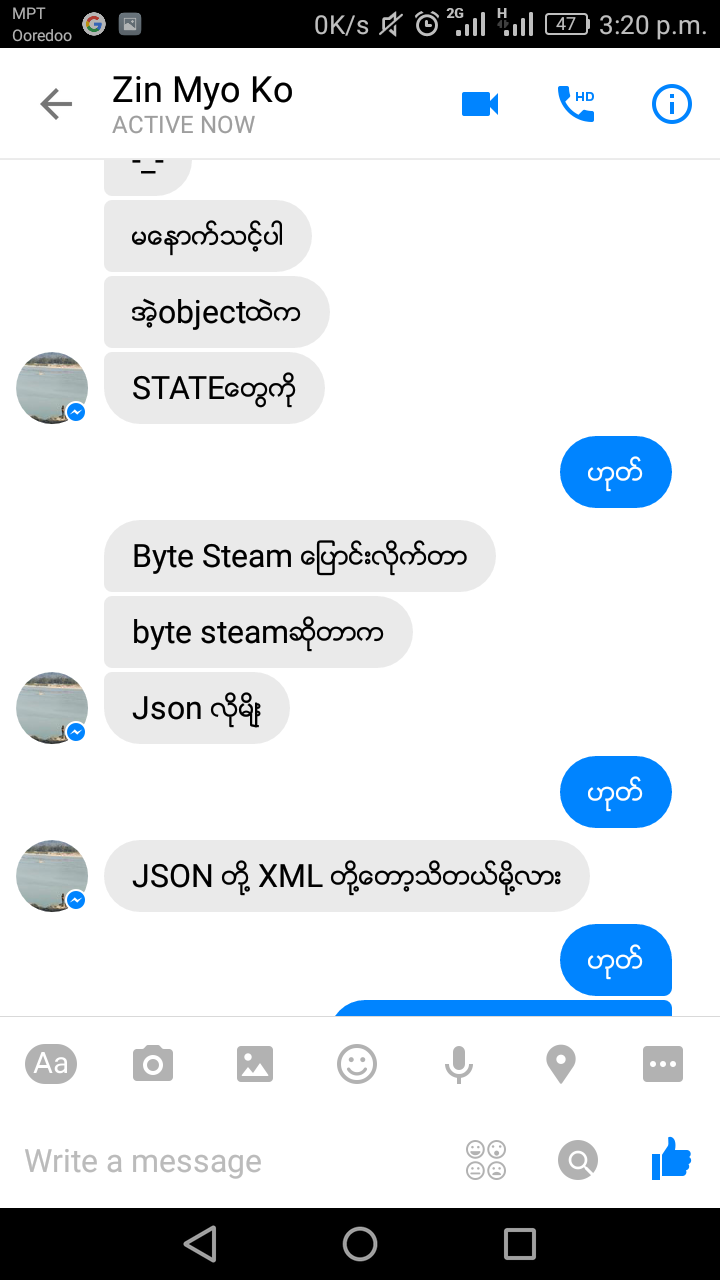 MPT
Ooredoo
0K/s
2G
H
47
3:20 p.m.
Zin Myo Ko
ACTIVE NOW
HD
-_-
မနောက်သင့်ပါ
အဲ့objectထဲက
STATEတွေကို
ဟုတ်
Byte Steam ပြောင်းလိုက်တာ
byte steamဆိုတာက
Json လိုမျိုး
ဟုတ်
JSON တို့ XML တို့တော့သိတယ်မို့လား
ဟုတ်
Aa
Write a message